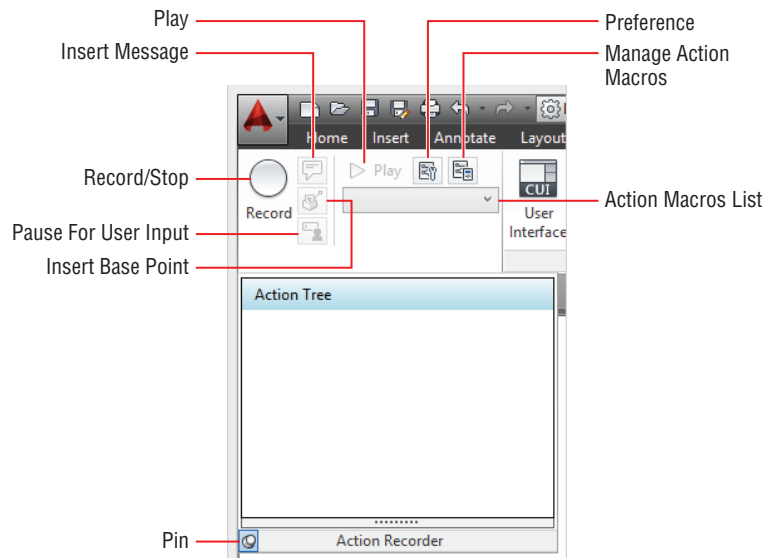 Play
Insert Message
Preference
Manage Action
Macros
Home Insert Annotate Layout
Record/Stop
Play
Record
CUI
User
Interface
Action Macros List
Pause For User Input
Insert Base Point
Action Tree
Pin
Action Recorder